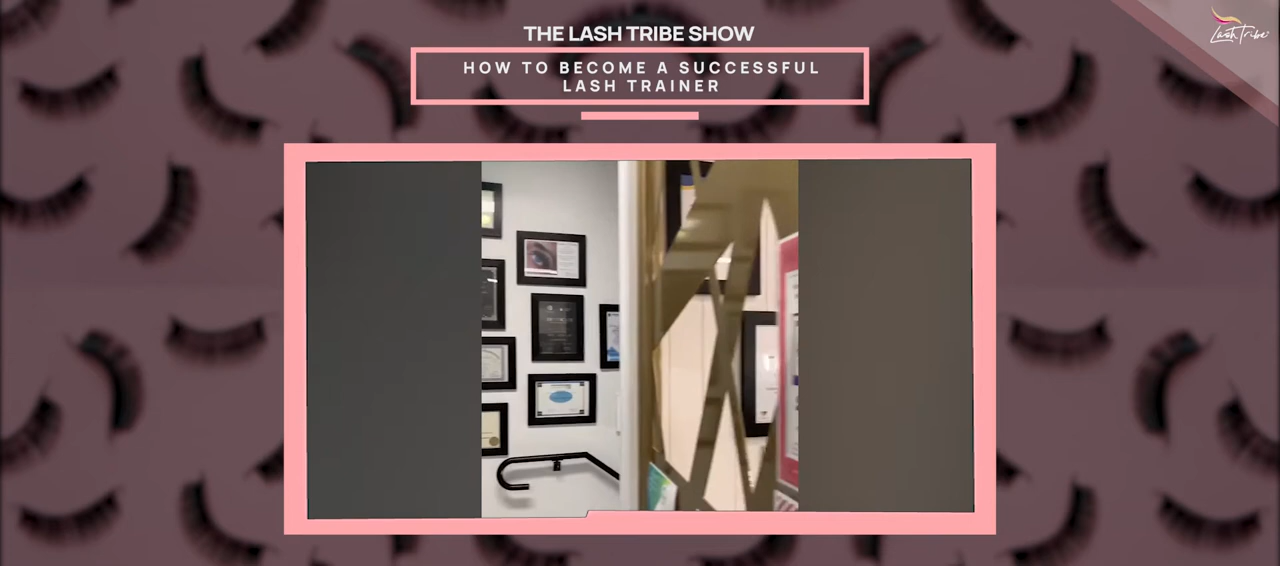 THE LASH TRIBE SHOW
HOW TO BECOME A SUCCESSFUL
LASH TRAINER
Lash Tribe